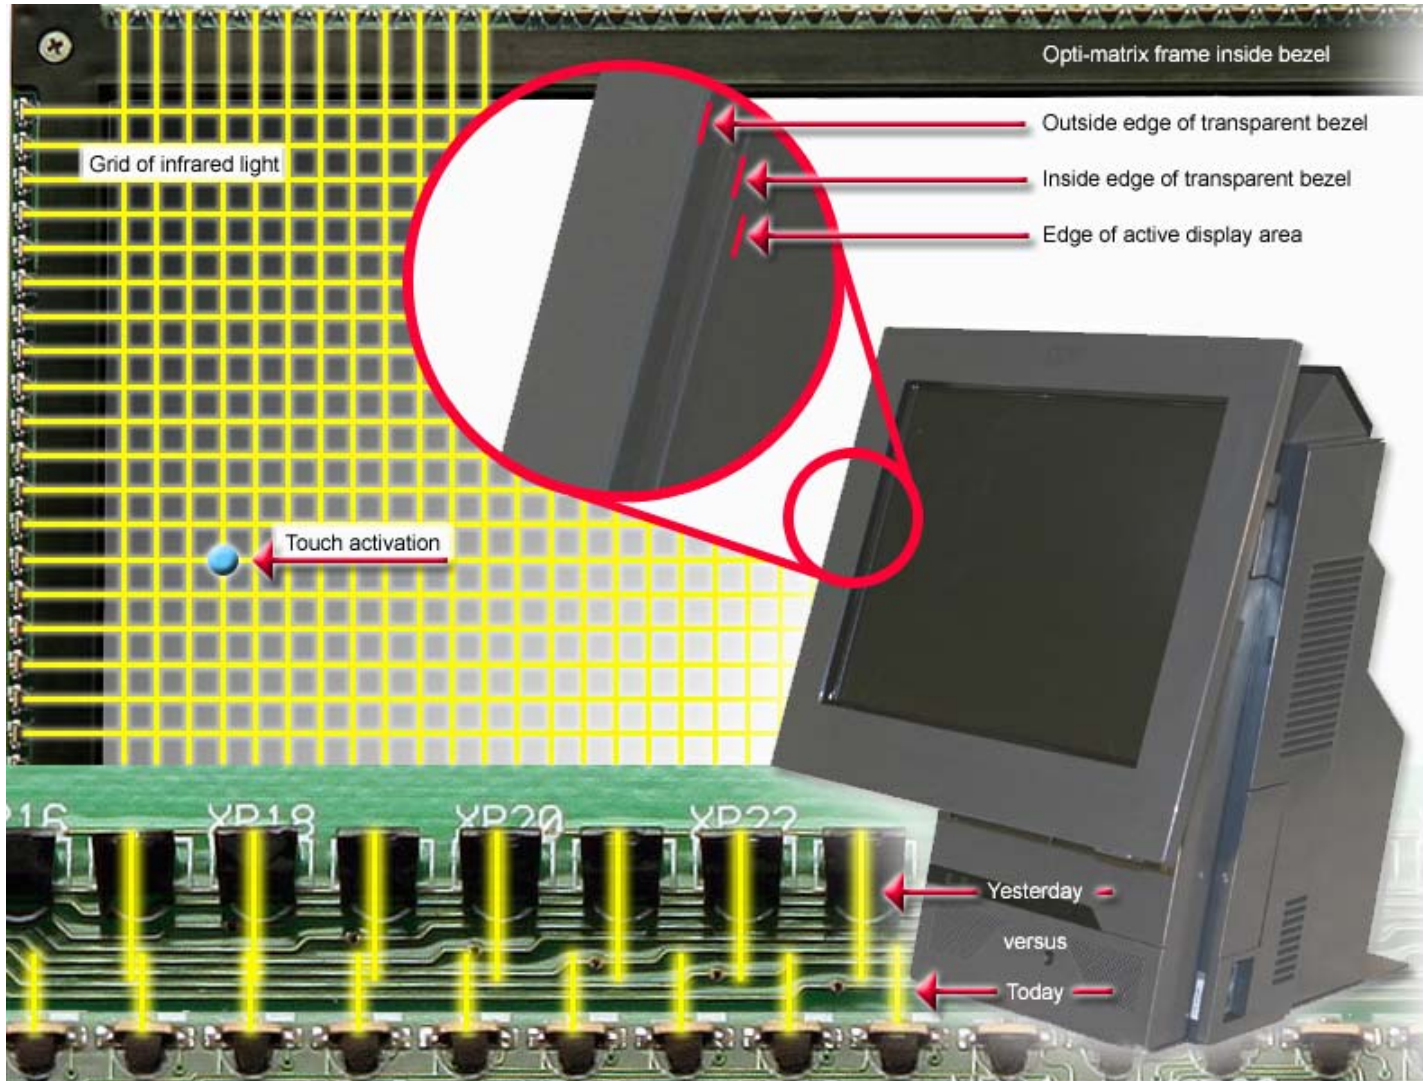 Opti-matrix frame inside bezel
Outside edge of transparent bezel
Grid of infrared light
Inside edge of transparent bezel
Edge of active display area
Touch activation
XP18
XP20
XP22
Yesterday
versus
Today